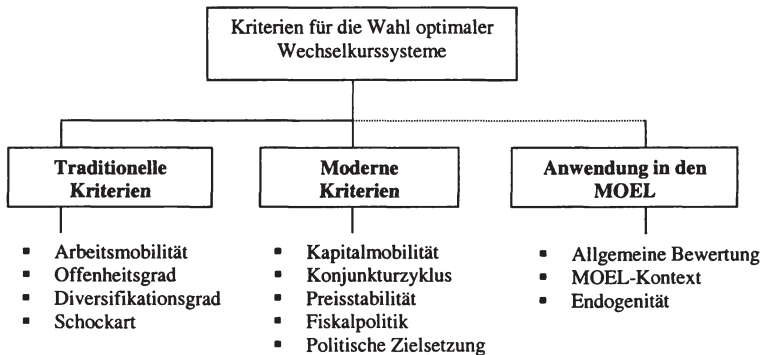 Kriterien für die Wahl optimaler
Wechselkurssysteme
Traditionelle
Kriterien
▪ Arbeitsmobilität
▪ Offenheitsgrad
▪ Diversifikationsgrad
▪ Schockart
Moderne
Kriterien
▪ Kapitalmobilität
▪ Konjunkturzyklus
▪ Preisstabilität
▪ Fiskalpolitik
▪ Politische Zielsetzung
Anwendung in den
MOEL
▪ Allgemeine Bewertung
▪ MOEL-Kontext
▪ Endogenität